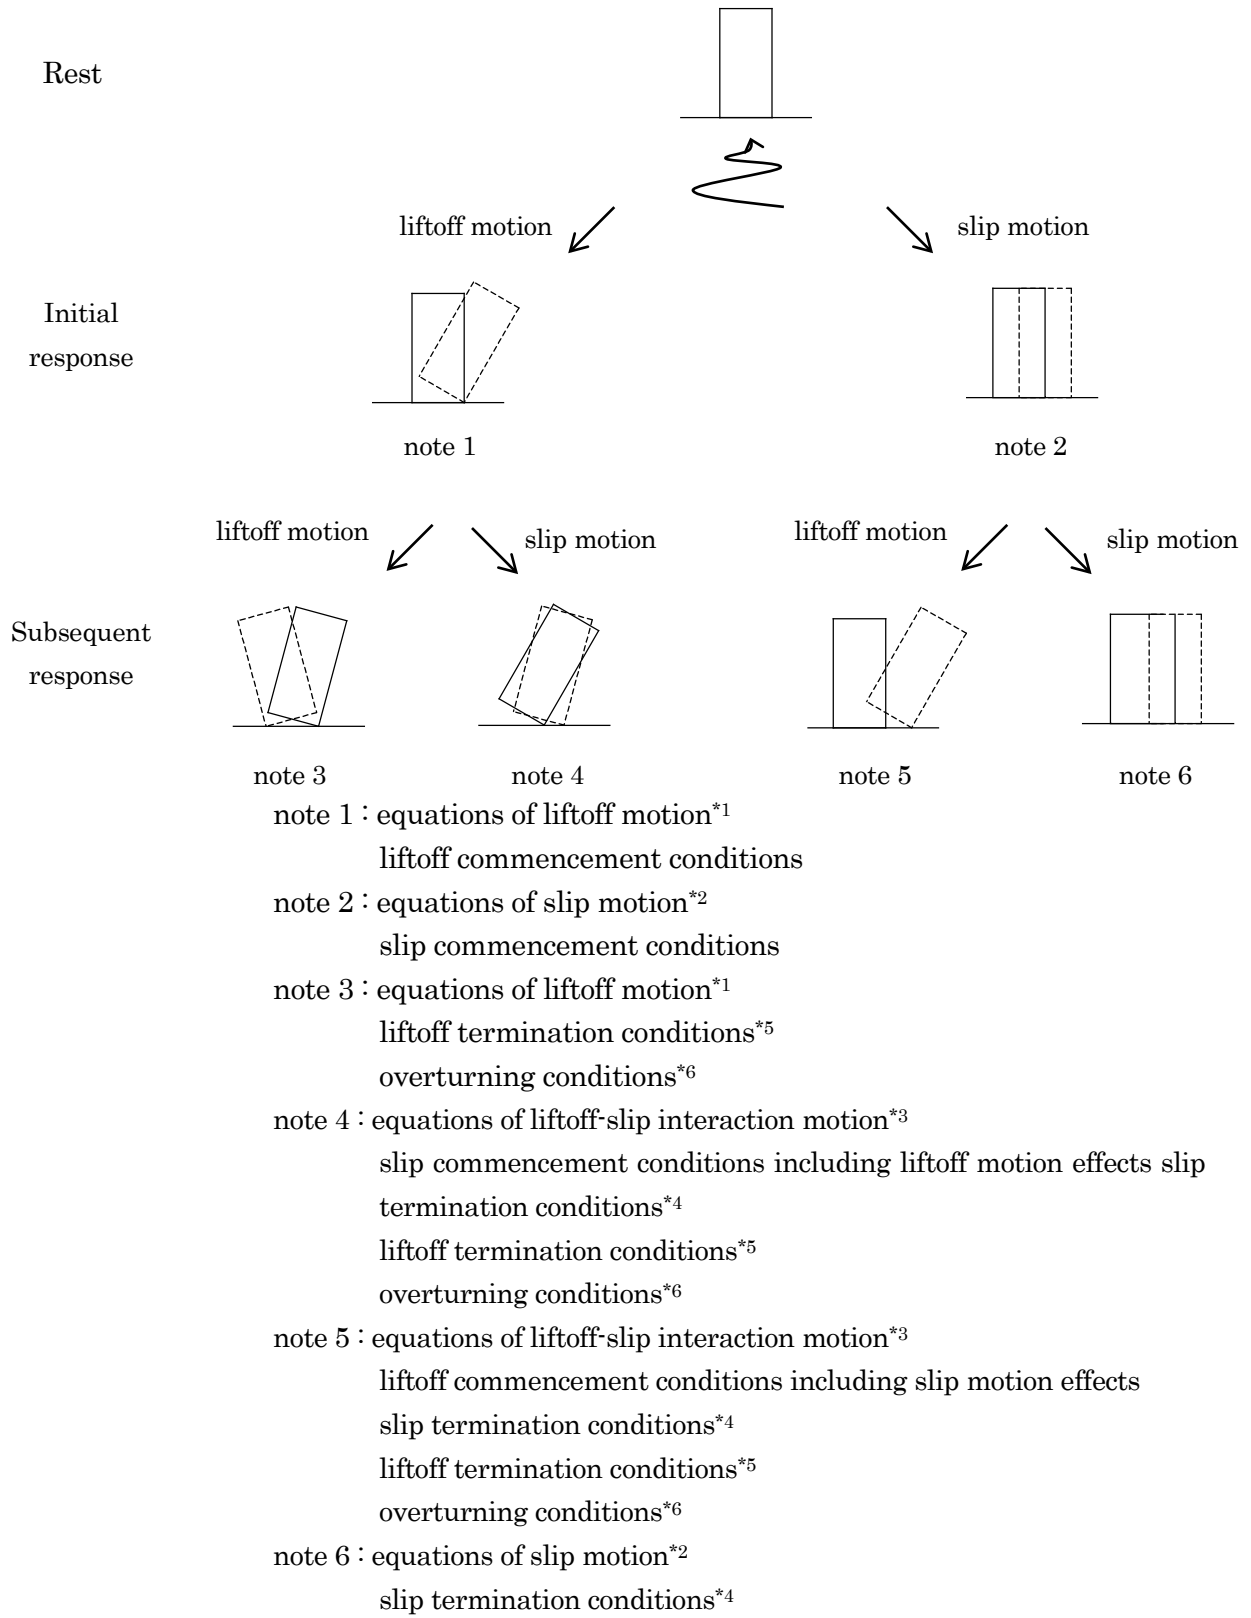 Rest
liftoff motion
slip motion
Initial
response
note 1
note 2
liftoff motion
slip motion
liftoff motion
slip motion
Subsequent
response
note 3
note 4
note 5
note 6
note 1 : equations of liftoff motion*1
liftoff commencement conditions
note 2 : equations of slip motion*2
slip commencement conditions
note 3 : equations of liftoff motion*1
liftoff termination conditions*5
overturning conditions*6
note 4 : equations of liftoff-slip interaction motion*3
slip commencement conditions including liftoff motion effects slip
termination conditions*4
liftoff termination conditions*5
overturning conditions*6
note 5 : equations of liftoff-slip interaction motion*3
liftoff commencement conditions including slip motion effects
slip termination conditions*4
liftoff termination conditions*5
overturning conditions*6
note 6 : equations of slip motion*2
slip termination conditions*4